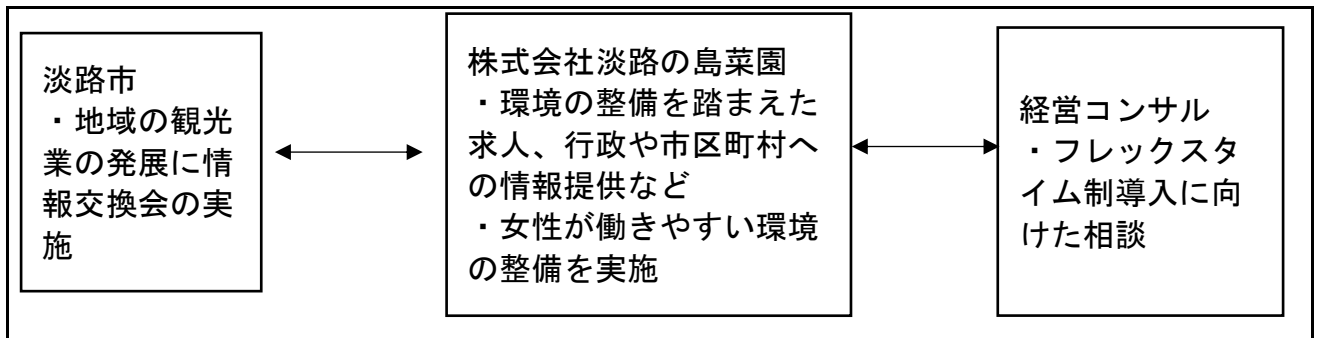 淡路市
・地域の観光
業の発展に情
報交換会の実
施
株式会社淡路の島菜園
・環境の整備を踏まえた
求人、行政や市区町村へ
の情報提供など
・女性が働きやすい環境
の整備を実施
経営コンサル
・フレックスタ
イム制導入に向
けた相談